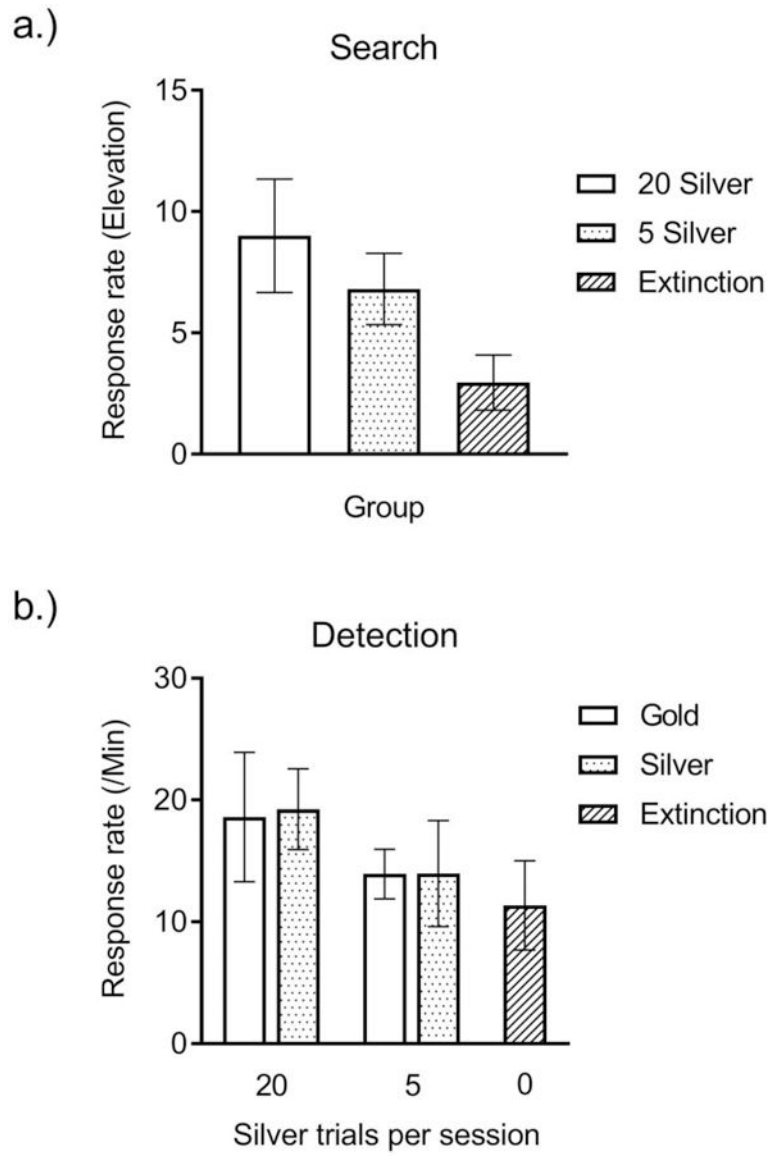 a.)
Search
Response rate (Elevation)
15
10
5
0
Group
20 Silver
5 Silver
Extinction
b.)
Detection
Response rate (/Min)
30
20
10
0
20 5 0
Silver trials per session
Gold
Silver
Extinction